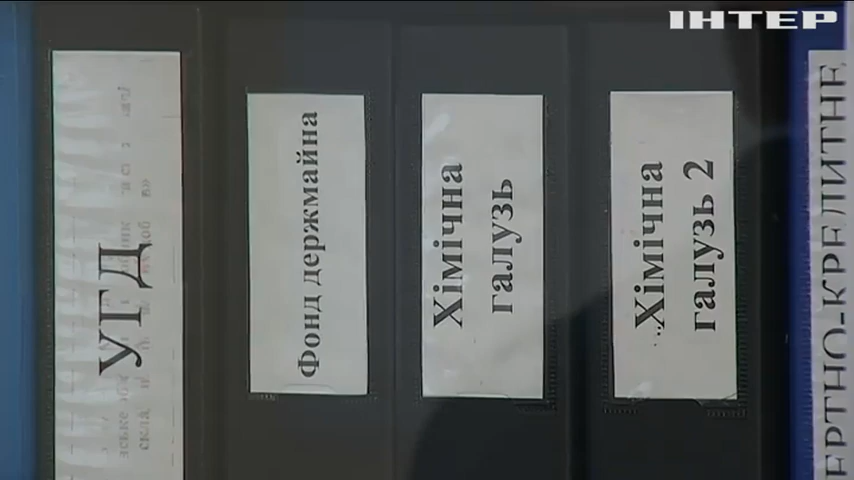 ІНТЕР
УГД
Фонд держмайна
Хімічна
галузь
Хімічна
галузь 2
ЕРТНО-КРЕДИТНЕ